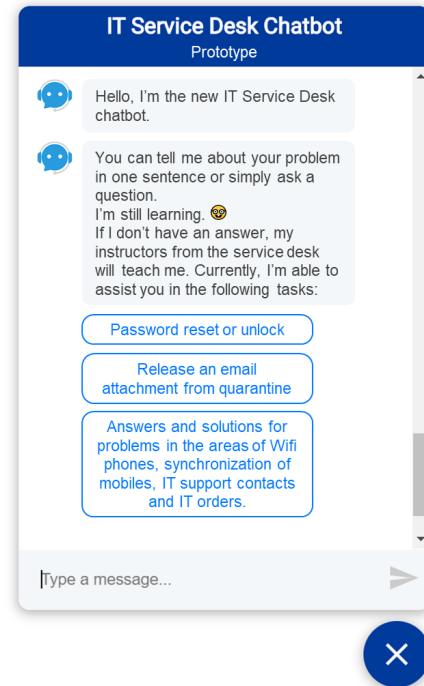 IT Service Desk Chatbot
Prototype
Hello, I'm the new IT Service Desk
chatbot.
You can tell me about your problem
in one sentence or simply ask a
question.
I'm still learning. 🤓
If I don't have an answer, my
instructors from the service desk
will teach me. Currently, I'm able to
assist you in the following tasks:
Password reset or unlock
Release an email
attachment from quarantine
Answers and solutions for
problems in the areas of Wifi
phones, synchronization of
mobiles, IT support contacts
and IT orders.
Type a message...